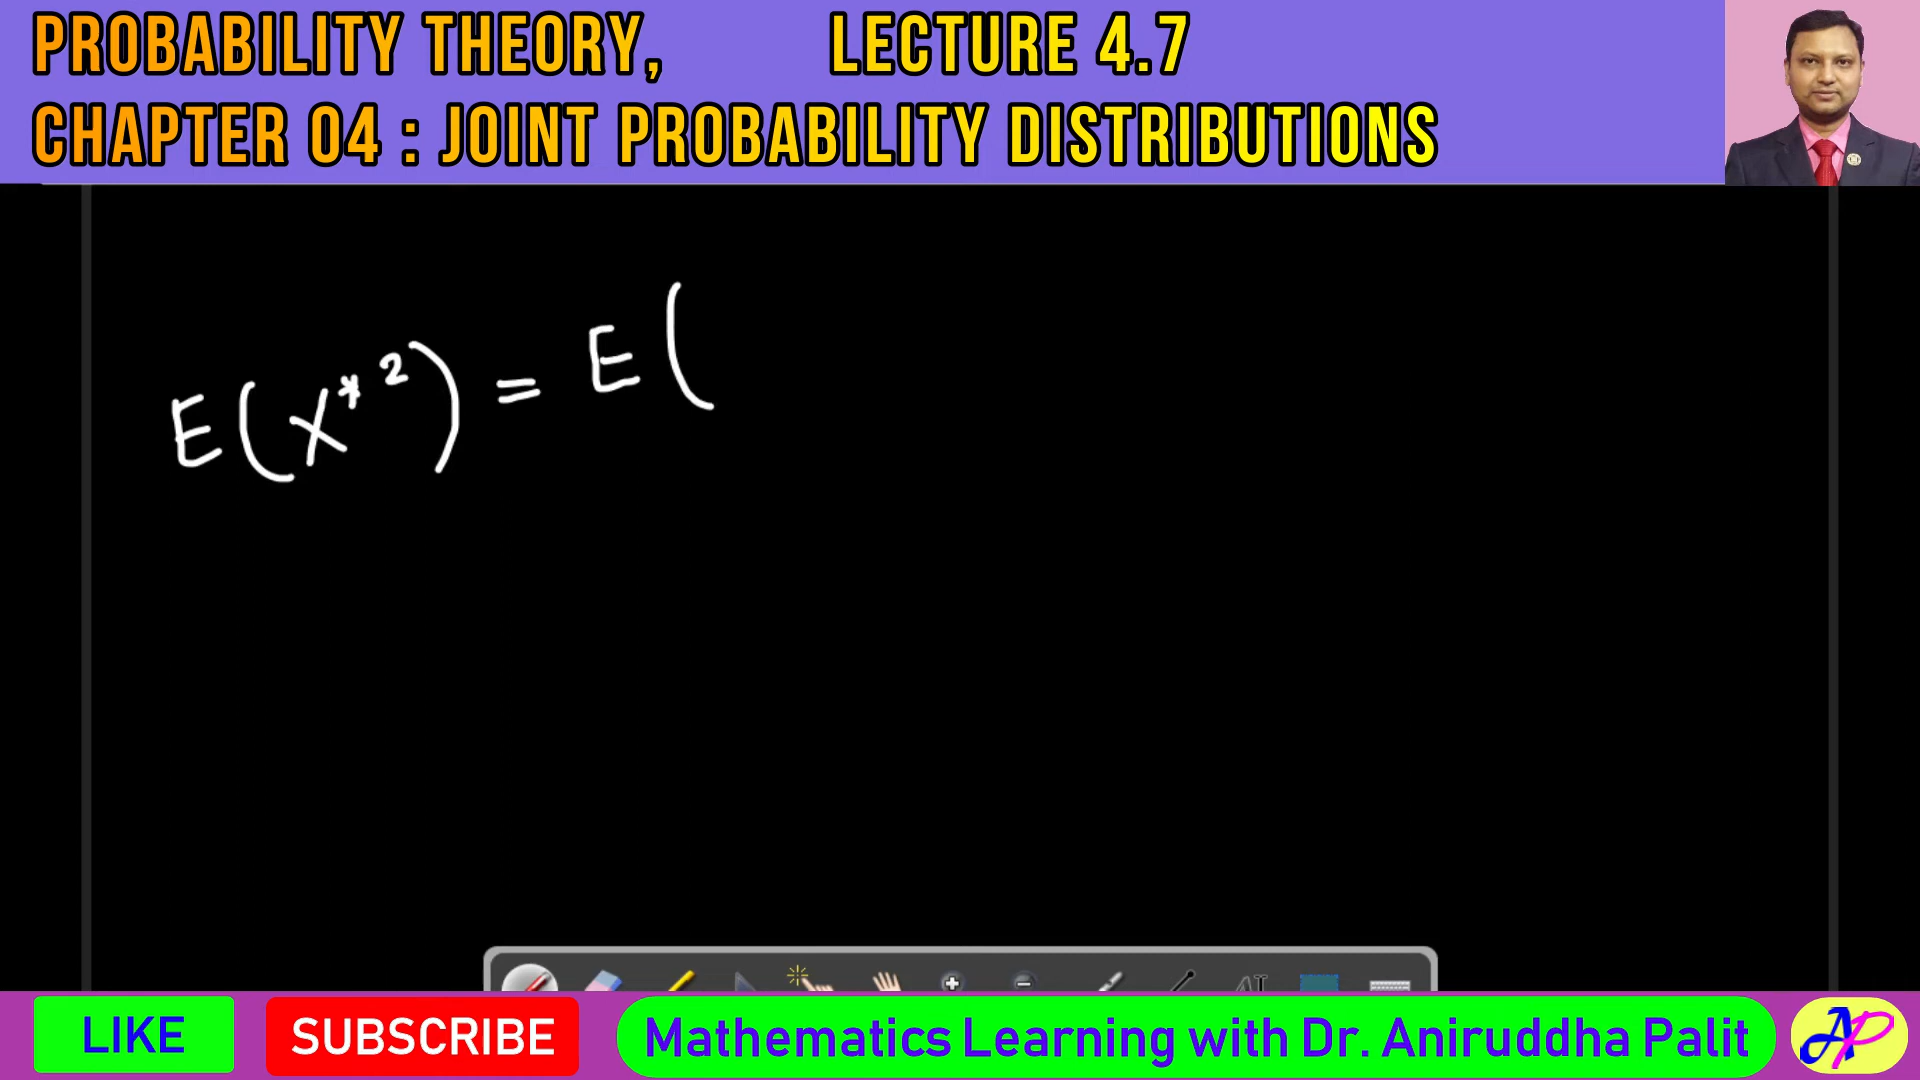 PROBABILITY THEORY, LECTURE 4.7
CHAPTER 04 : JOINT PROBABILITY DISTRIBUTIONS
E(X*²) = E(
LIKE SUBSCRIBE Mathematics Learning with Dr. Aniruddha Palit AP